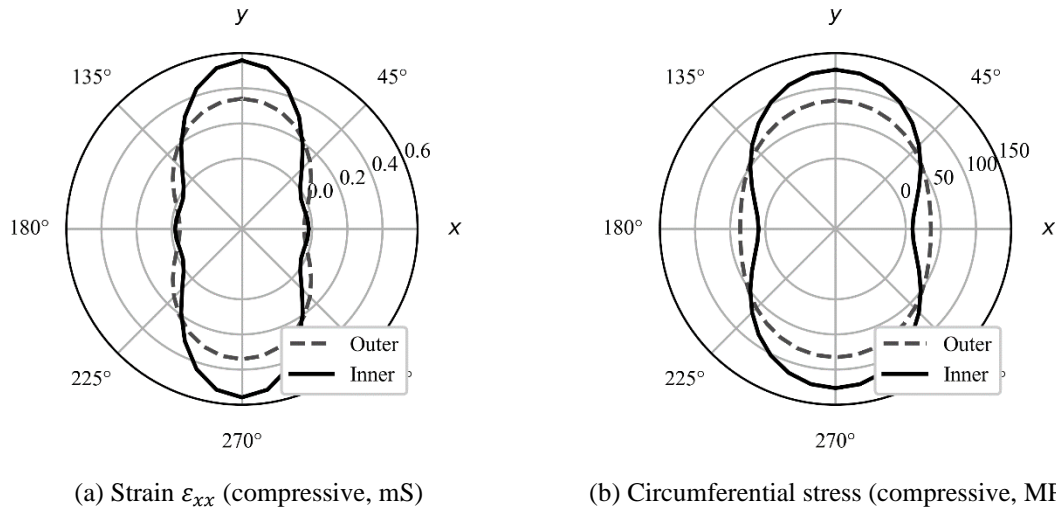 y
135°
45°
0.6
0.4
0.2
0.0
180°
x
Outer
Inner
225°
270°
(a) Strain εxx (compressive, mS)
y
135°
45°
150
100
50
0
180°
x
Outer
Inner
225°
270°
(b) Circumferential stress (compressive,